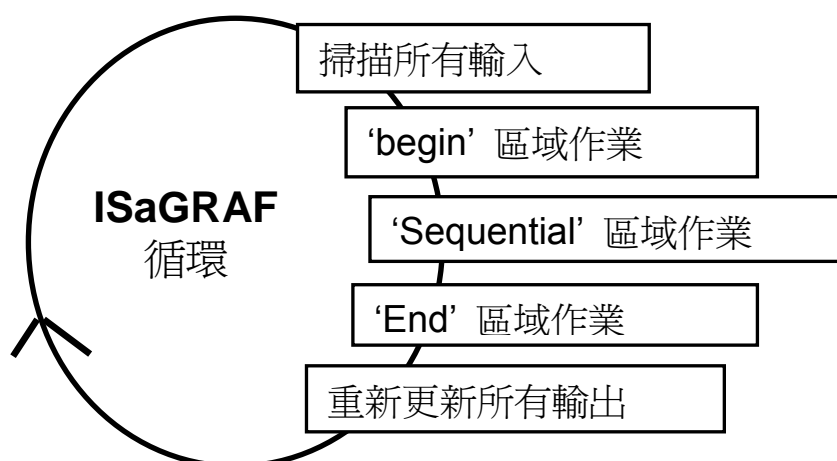 掃描所有輸入
‘begin’ 區域作業
ISaGRAF
循環
‘Sequential’ 區域作業
‘End’ 區域作業
重新更新所有輸出